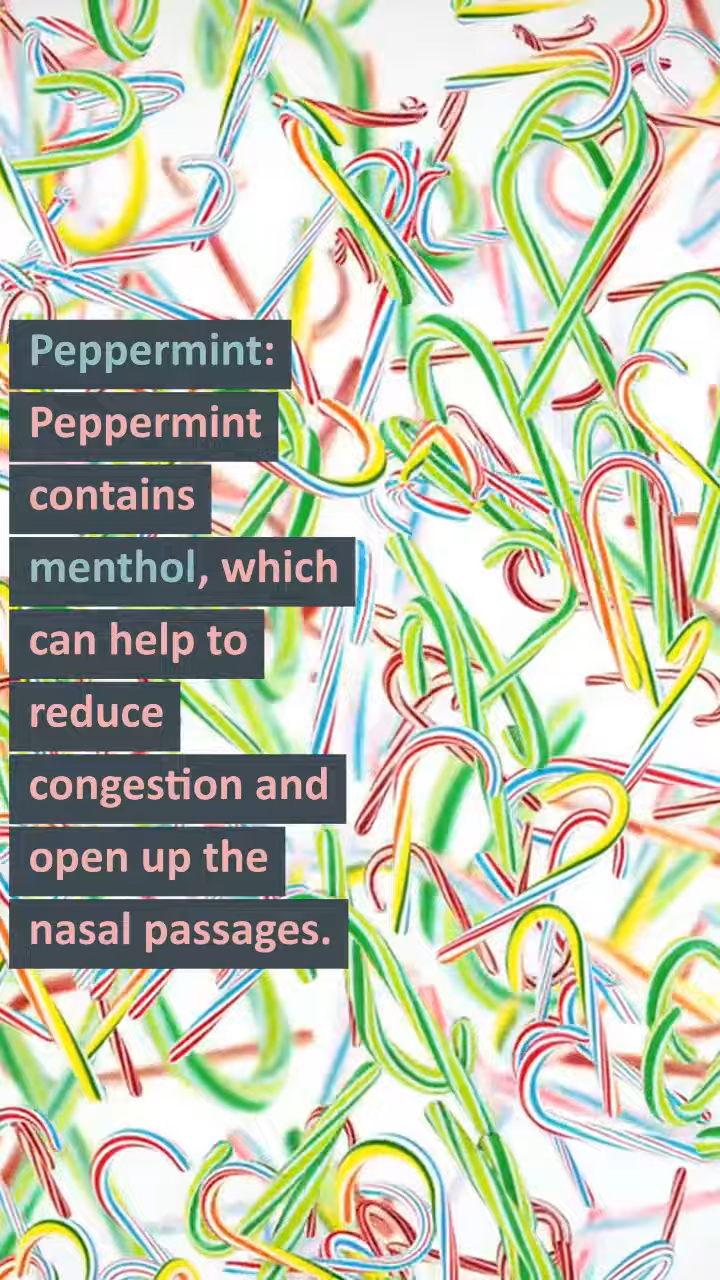 Peppermint:
Peppermint
contains
menthol, which
can help to
reduce
congestion and
open up the
nasal passages.